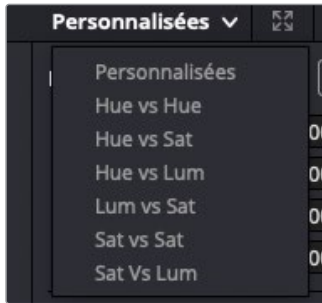 Personnalisées
Personnalisées
Hue vs Hue
Hue vs Sat
Hue vs Lum
Lum vs Sat
Sat vs Sat
Sat Vs Lum